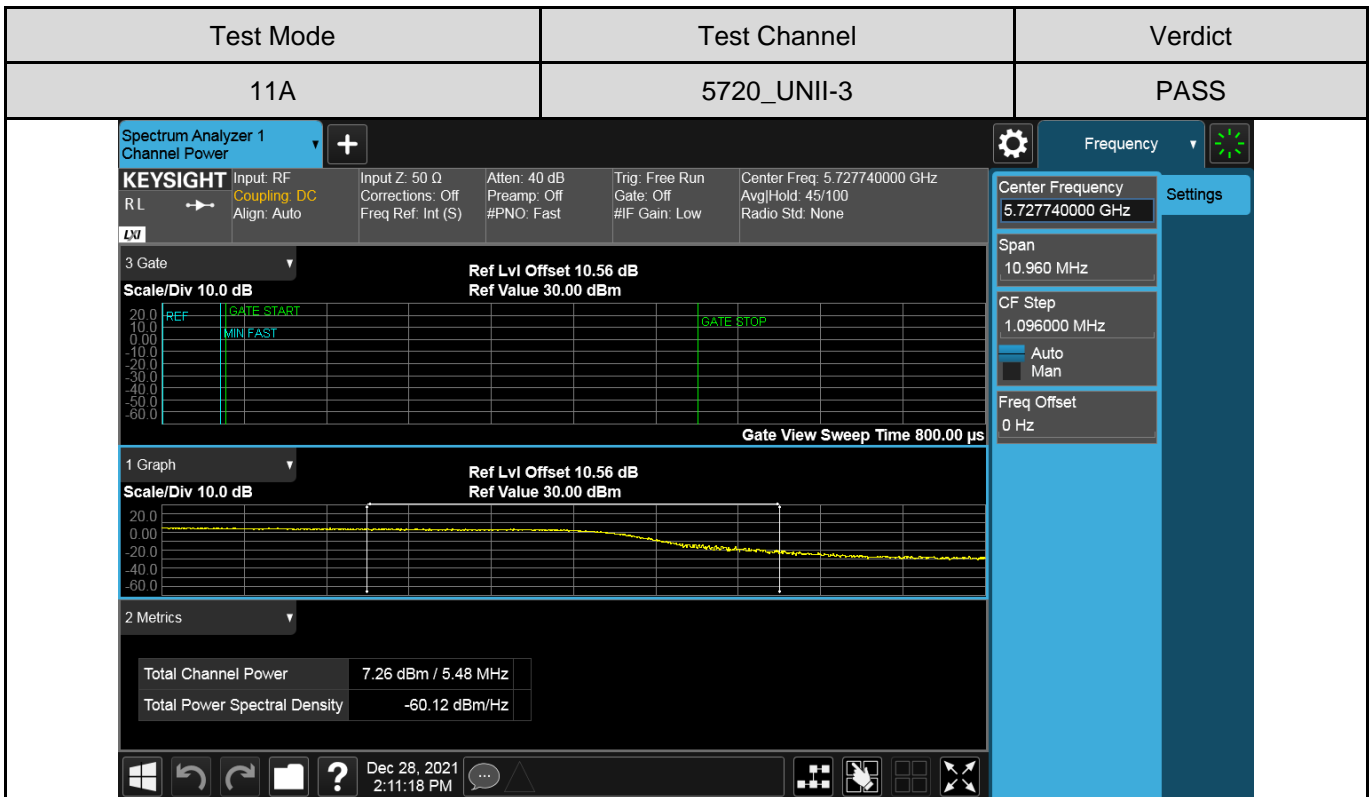 Test Mode
Test Channel
Verdict
11A
5720_UNII-3
PASS
Spectrum Analyzer 1
Channel Power
Frequency
KEYSIGHT
RL
LXI
Input: RF
Coupling: DC
Align: Auto
Input Z: 50 Ω
Corrections: Off
Freq Ref: Int (S)
Atten: 40 dB
Preamp: Off
#PNO: Fast
Trig: Free Run
Gate: Off
#IF Gain: Low
Center Freq: 5.727740000 GHz
Avg|Hold: 45/100
Radio Std: None
Center Frequency
5.727740000 GHz
Settings
Span
10.960 MHz
CF Step
1.096000 MHz
Auto
Man
Freq Offset
0 Hz
3 Gate
Scale/Div 10.0 dB
Ref Lvl Offset 10.56 dB
Ref Value 30.00 dBm
20.0
10.0
0.00
-10.0
-20.0
-30.0
-40.0
-50.0
-60.0
REF
GATE START
MIN FAST
GATE STOP
Gate View Sweep Time 800.00 µs
1 Graph
Scale/Div 10.0 dB
Ref Lvl Offset 10.56 dB
Ref Value 30.00 dBm
20.0
0.00
-20.0
-40.0
-60.0
2 Metrics
Total Channel Power 7.26 dBm / 5.48 MHz
Total Power Spectral Density -60.12 dBm/Hz
?
Dec 28, 2021
2:11:18 PM